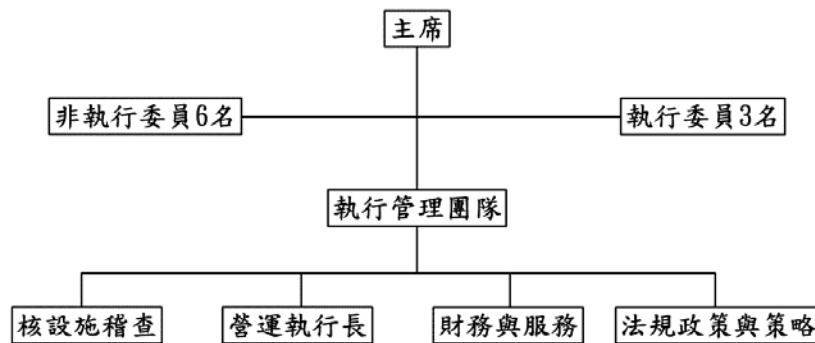 主席
非執行委員6名
執行委員3名
執行管理團隊
核設施稽查
營運執行長
財務與服務
法規政策與策略